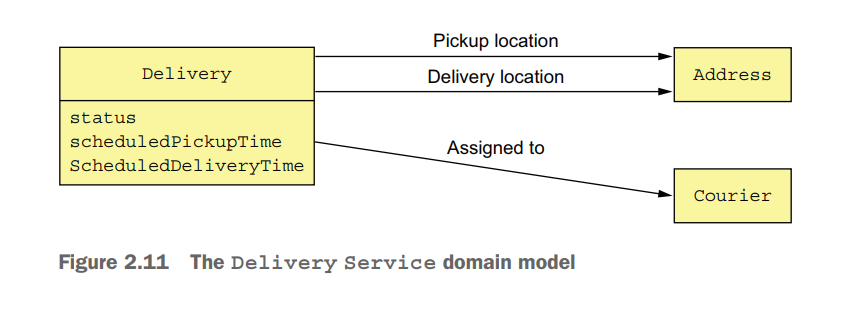 Pickup location
Delivery
Delivery location
Address
status
scheduledPickupTime
ScheduledDeliveryTime
Assigned to
Courier
Figure 2.11 The Delivery Service domain model